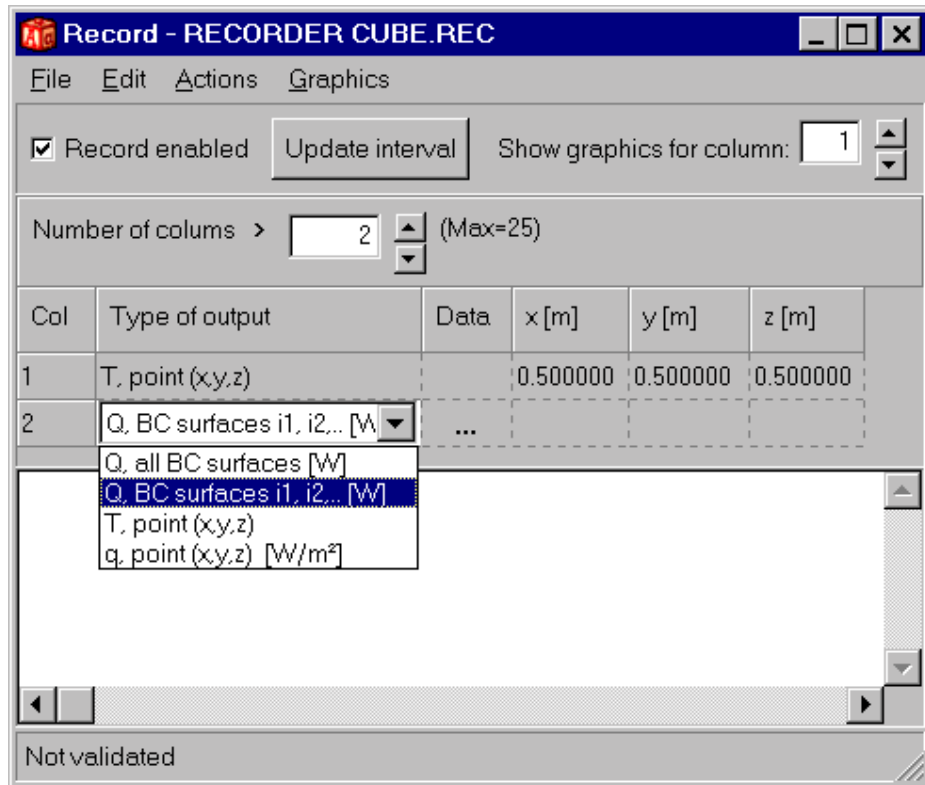 Record - RECORDER CUBE.REC
File Edit Actions Graphics
Record enabled Update interval Show graphics for column: 1
Number of colums > 2 (Max=25)
Col Type of output Data x [m] y [m] z [m]
1 T, point (x,y,z) 0.500000 0.500000 0.500000
2 Q, BC surfaces i1, i2,.. [W ...
Q, all BC surfaces [W]
Q, BC surfaces i1, i2,.. [W]
T, point (x,y,z)
q, point (x,y,z) [W/m²]
Not validated